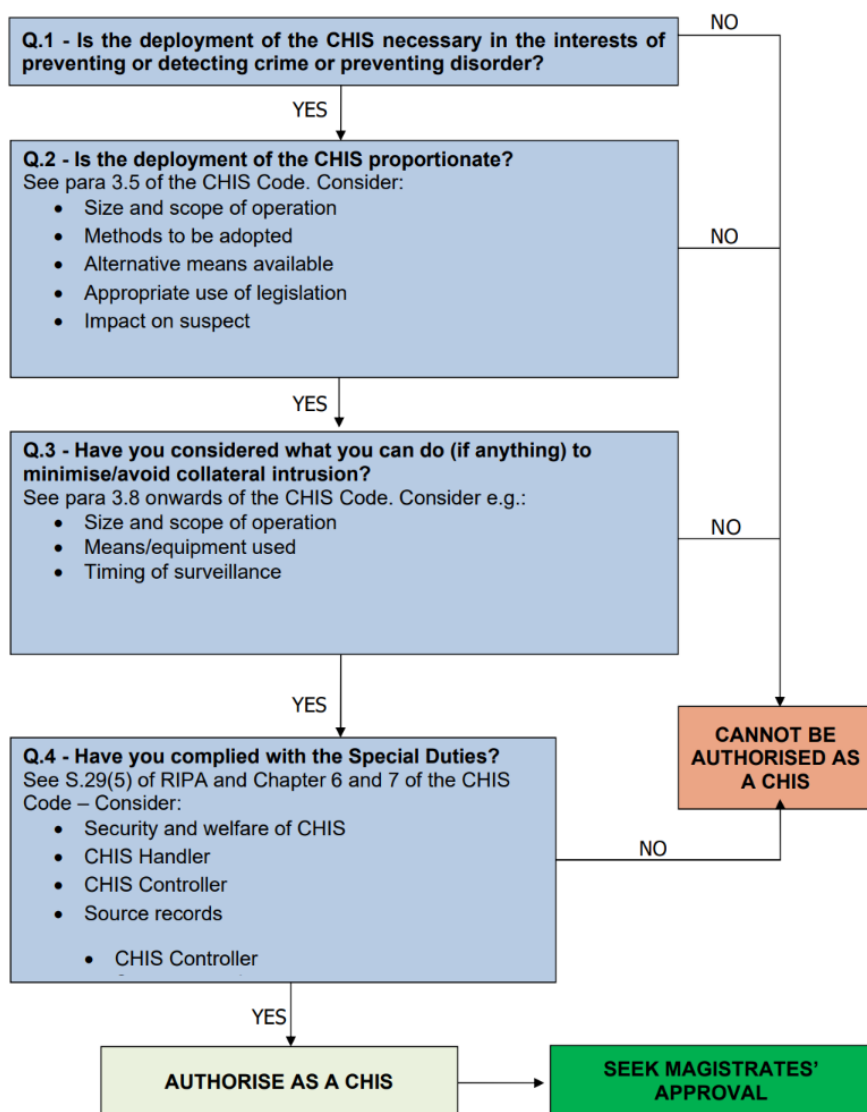 Q.1 - Is the deployment of the CHIS necessary in the interests of
preventing or detecting crime or preventing disorder?
NO
YES
Q.2 - Is the deployment of the CHIS proportionate?
See para 3.5 of the CHIS Code. Consider:
• Size and scope of operation
• Methods to be adopted
• Alternative means available
• Appropriate use of legislation
• Impact on suspect
NO
YES
Q.3 - Have you considered what you can do (if anything) to
minimise/avoid collateral intrusion?
See para 3.8 onwards of the CHIS Code. Consider e.g.:
• Size and scope of operation
• Means/equipment used
• Timing of surveillance
NO
YES
CANNOT BE
AUTHORISED AS
A CHIS
Q.4 - Have you complied with the Special Duties?
See S.29(5) of RIPA and Chapter 6 and 7 of the CHIS
Code – Consider:
• Security and welfare of CHIS
• CHIS Handler
• CHIS Controller
• Source records
• CHIS Controller
NO
YES
AUTHORISE AS A CHIS
SEEK MAGISTRATES'
APPROVAL